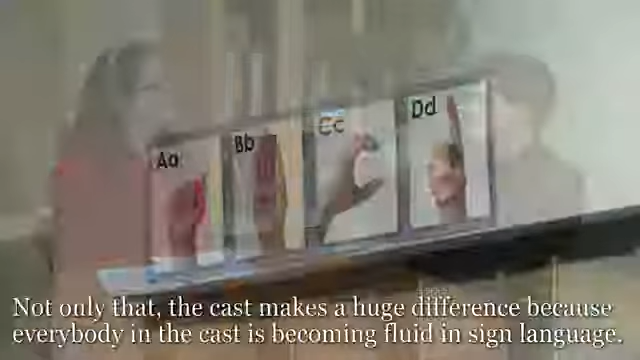 Aa
Bb
Cc
Dd
Not only that, the cast makes a huge difference because
everybody in the cast is becoming fluid in sign language.